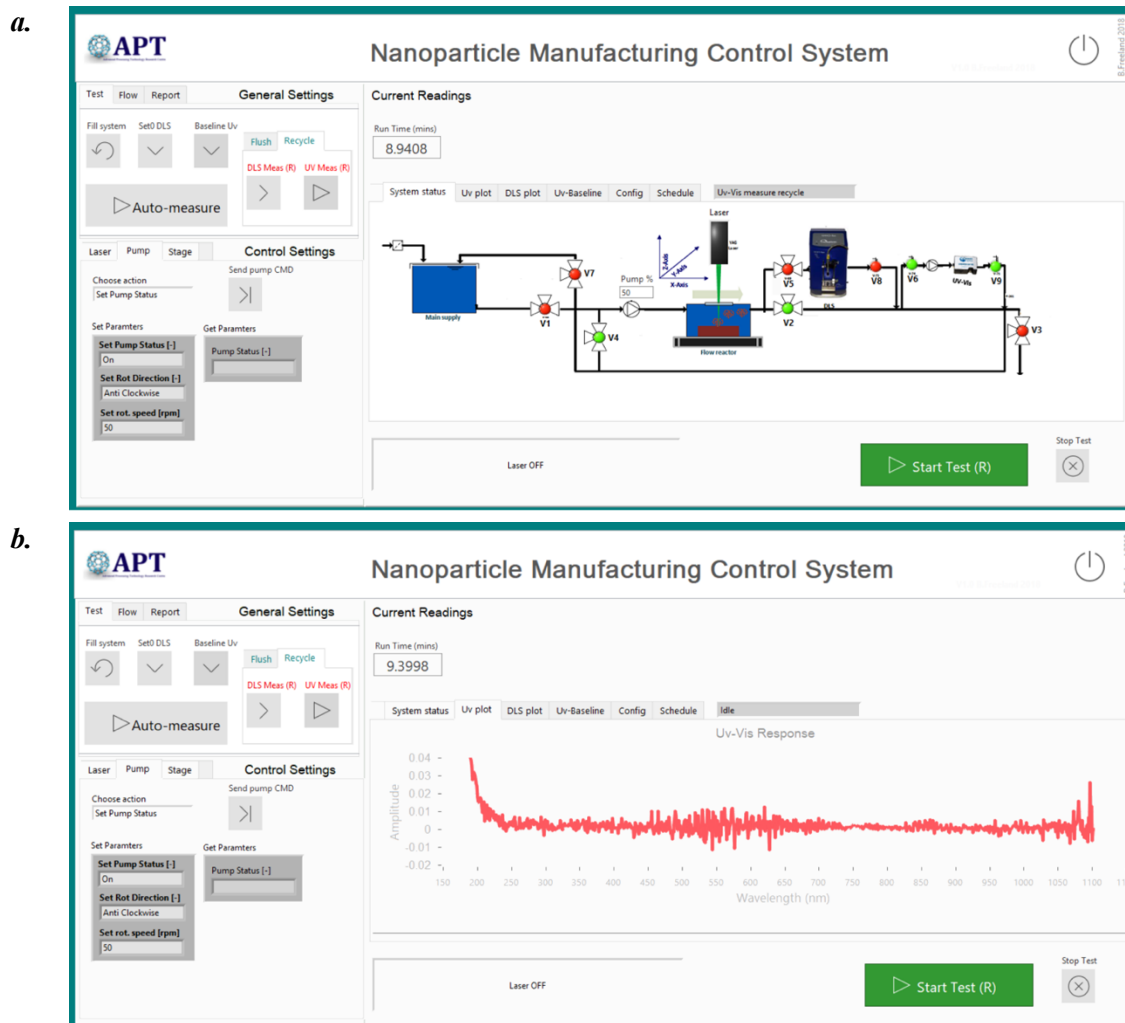 a.
APT
Nanoparticle Manufacturing Control System
B.Freeland 2018
Test Flow Report General Settings
Current Readings
Fill system Set0 DLS Baseline Uv
Flush Recycle
DLS Meas (R) UV Meas (R)
Auto-measure
Run Time (mins)
8.9408
System status Uv plot DLS plot Uv-Baseline Config Schedule Uv-Vis measure recycle
Laser
Z-Axis
Y-Axis
X-Axis
V7
Pump %
50
V5
DLS
V8
V6
UV-Vis
V9
Main supply
V1
V4
V2
V3
Flow reactor
Laser Pump Stage Control Settings
Send pump CMD
Choose action
Set Pump Status
Set Paramters
Get Paramters
Set Pump Status [-]
On
Set Rot Direction [-]
Anti Clockwise
Set rot. speed [rpm]
50
Pump Status [-]
Laser OFF
Start Test (R)
Stop Test
b.
APT
Nanoparticle Manufacturing Control System
Test Flow Report General Settings
Current Readings
Fill system Set0 DLS Baseline Uv
Flush Recycle
DLS Meas (R) UV Meas (R)
Auto-measure
Run Time (mins)
9.3998
System status Uv plot DLS plot Uv-Baseline Config Schedule Idle
Uv-Vis Response
Amplitude
0.04
0.03
0.02
0.01
0
-0.01
-0.02
150 200 250 300 350 400 450 500 550 600 650 700 750 800 850 900 950 1000 1050 1100
Wavelength (nm)
Laser Pump Stage Control Settings
Send pump CMD
Choose action
Set Pump Status
Set Paramters
Get Paramters
Set Pump Status [-]
On
Set Rot Direction [-]
Anti Clockwise
Set rot. speed [rpm]
50
Pump Status [-]
Laser OFF
Start Test (R)
Stop Test